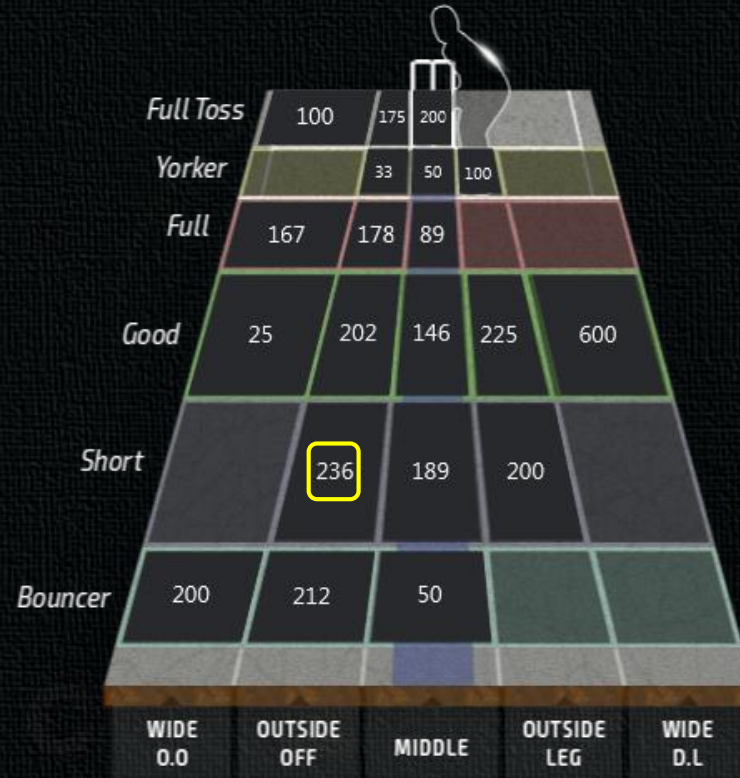 Full Toss 100 175 200
Yorker 33 50 100
Full 167 178 89
Good 25 202 146 225 600
Short 236 189 200
Bouncer 200 212 50
WIDE O.O OUTSIDE OFF MIDDLE OUTSIDE LEG WIDE D.L